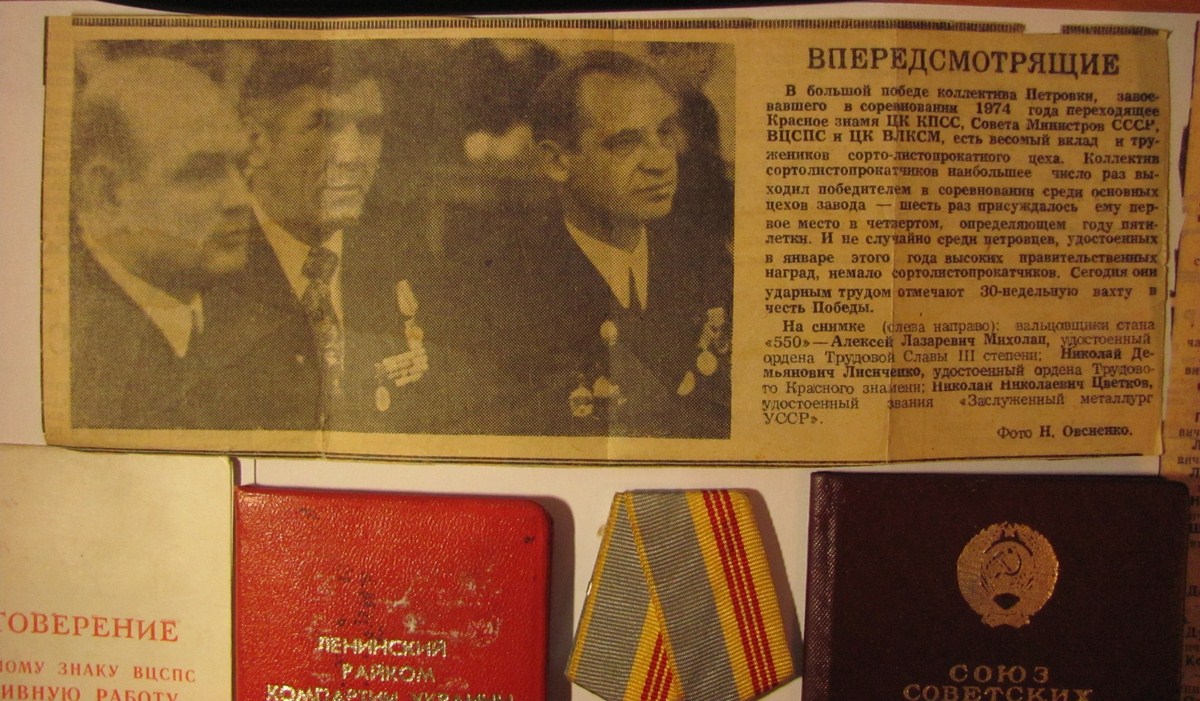 ВПЕРЕДСМОТРЯЩИЕ
В большой победе коллектива Петровки, завое-
вавшего в соревновании 1974 года переходящее
Красное знамя ЦК КПСС, Совета Министров СССР,
ВЦСПС и ЦК ВЛКСМ, есть весомый вклад и тру-
жеников сорто-листопрокатного цеха. Коллектив
сортолистопрокатчиков наибольшее число раз вы-
ходил победителем в соревновании среди основных
цехов завода — шесть раз присуждалось ему пер-
вое место в четвертом, определяющем году пяти-
летки. И не случайно среди петровцев, удостоенных
в январе этого года высоких правительственных
наград, немало сортолистопрокатчиков. Сегодня они
ударным трудом отмечают 30-недельную вахту в
честь Победы.
На снимке (слева направо): вальцовщики стана
«550» — Алексей Лазаревич Михолап, удостоенный
ордена Трудовой Славы III степени; Николай Де-
мьянович Лисиченко, удостоенный ордена Трудово-
го Красного знамени; Николай Николаевич Цветков,
удостоенный звания «Заслуженный металлург
УССР».
Фото Н. Овсиенко.
ТОВЕРЕНИЕ
НОМУ ЗНАКУ ВЦСПС
ИВНУЮ РАБОТУ
ЛЕНИНСКИЙ
РАЙКОМ
КОМПАРТИИ УКРАИНЫ
СОЮЗ
СОВЕТСКИХ